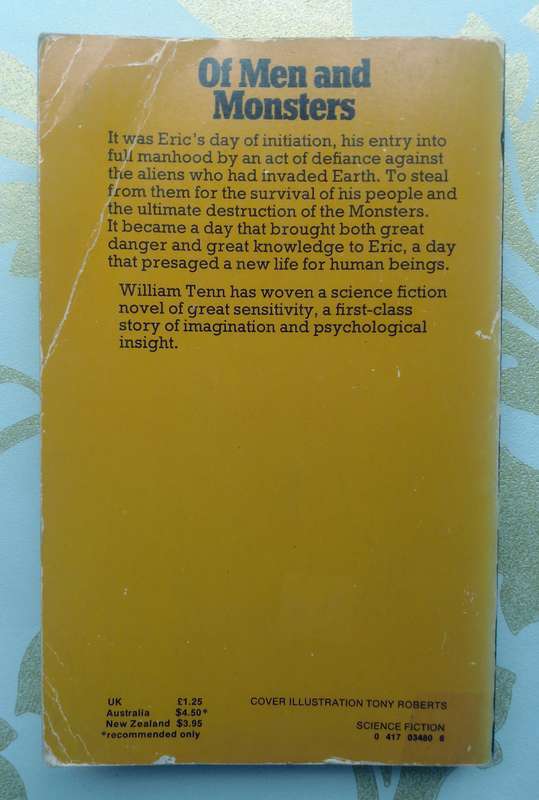 Of Men and
Monsters
It was Eric's day of initiation, his entry into
full manhood by an act of defiance against
the aliens who had invaded Earth. To steal
from them for the survival of his people and
the ultimate destruction of the Monsters.
It became a day that brought both great
danger and great knowledge to Eric, a day
that presaged a new life for human beings.
William Tenn has woven a science fiction
novel of great sensitivity, a first-class
story of imagination and psychological
insight.
UK £1.25
Australia $4.50*
New Zealand $3.95
*recommended only
COVER ILLUSTRATION TONY ROBERTS
SCIENCE FICTION
0 417 03480 6